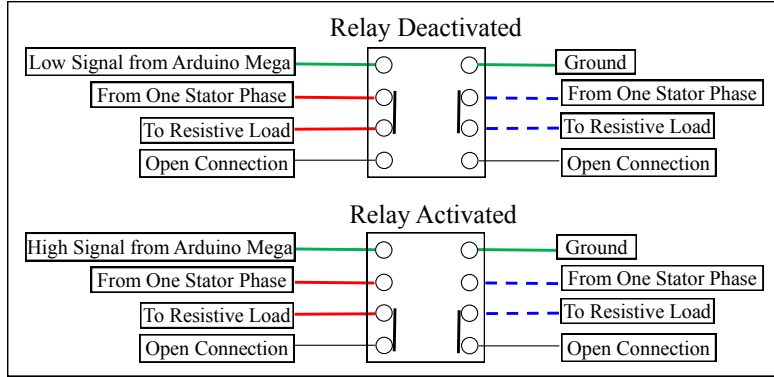 Relay Deactivated
Low Signal from Arduino Mega
Ground
From One Stator Phase
From One Stator Phase
To Resistive Load
To Resistive Load
Open Connection
Open Connection
Relay Activated
High Signal from Arduino Mega
Ground
From One Stator Phase
From One Stator Phase
To Resistive Load
To Resistive Load
Open Connection
Open Connection